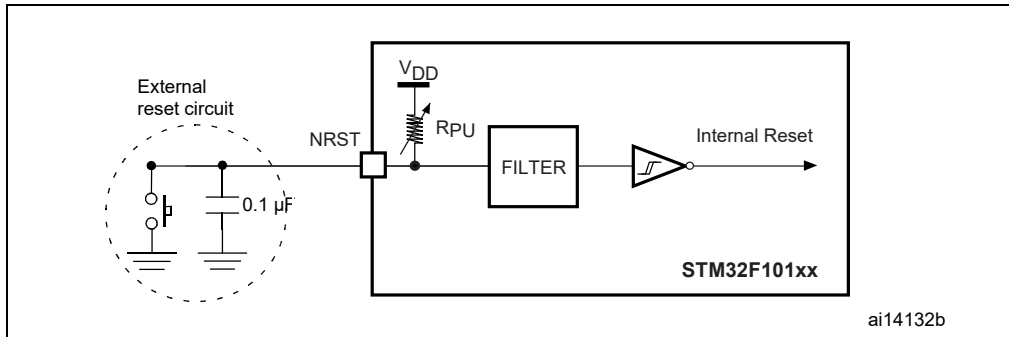 External
reset circuit
0.1 µF
NRST
VDD
RPU
FILTER
Internal Reset
STM32F101xx
ai14132b